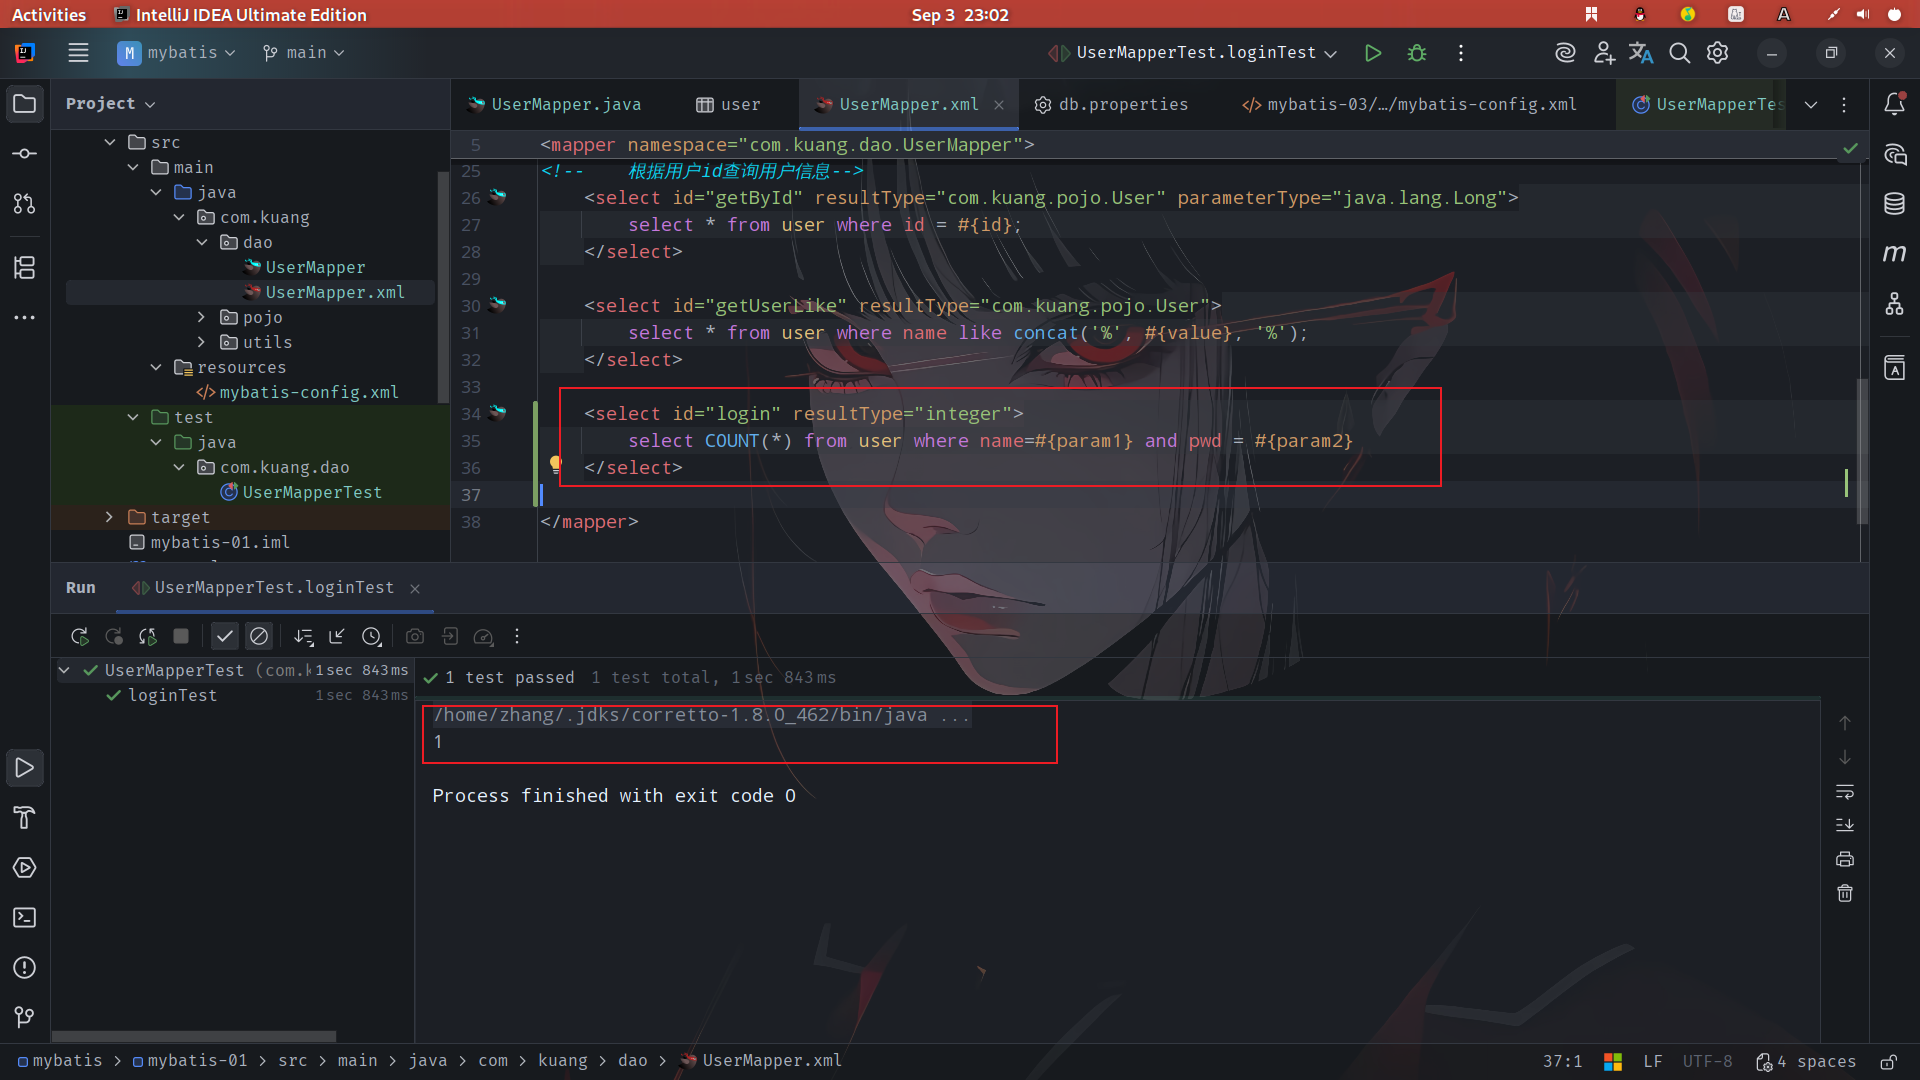 Activities IntelliJ IDEA Ultimate Edition Sep 3 23:02 A
M mybatis main UserMapperTest.loginTest
Project
UserMapper.java user UserMapper.xml db.properties mybatis-03/…/mybatis-config.xml UserMapperTes
src
main
java
com.kuang
dao
UserMapper
UserMapper.xml
pojo
utils
resources
mybatis-config.xml
test
java
com.kuang.dao
UserMapperTest
target
mybatis-01.iml
5 <mapper namespace="com.kuang.dao.UserMapper">
25 <!-- 根据用户id查询用户信息-->
26 <select id="getById" resultType="com.kuang.pojo.User" parameterType="java.lang.Long">
27 select * from user where id = #{id};
28 </select>
29
30 <select id="getUserLike" resultType="com.kuang.pojo.User">
31 select * from user where name like concat('%', #{value}, '%');
32 </select>
33
34 <select id="login" resultType="integer">
35 select COUNT(*) from user where name=#{param1} and pwd = #{param2}
36 </select>
37
38 </mapper>
Run UserMapperTest.loginTest
UserMapperTest (com.k 1 sec 843 ms
loginTest 1 sec 843 ms
1 test passed 1 test total, 1 sec 843 ms
/home/zhang/.jdks/corretto-1.8.0_462/bin/java ...
1
Process finished with exit code 0
mybatis > mybatis-01 > src > main > java > com > kuang > dao > UserMapper.xml 37:1 LF UTF-8 4 spaces